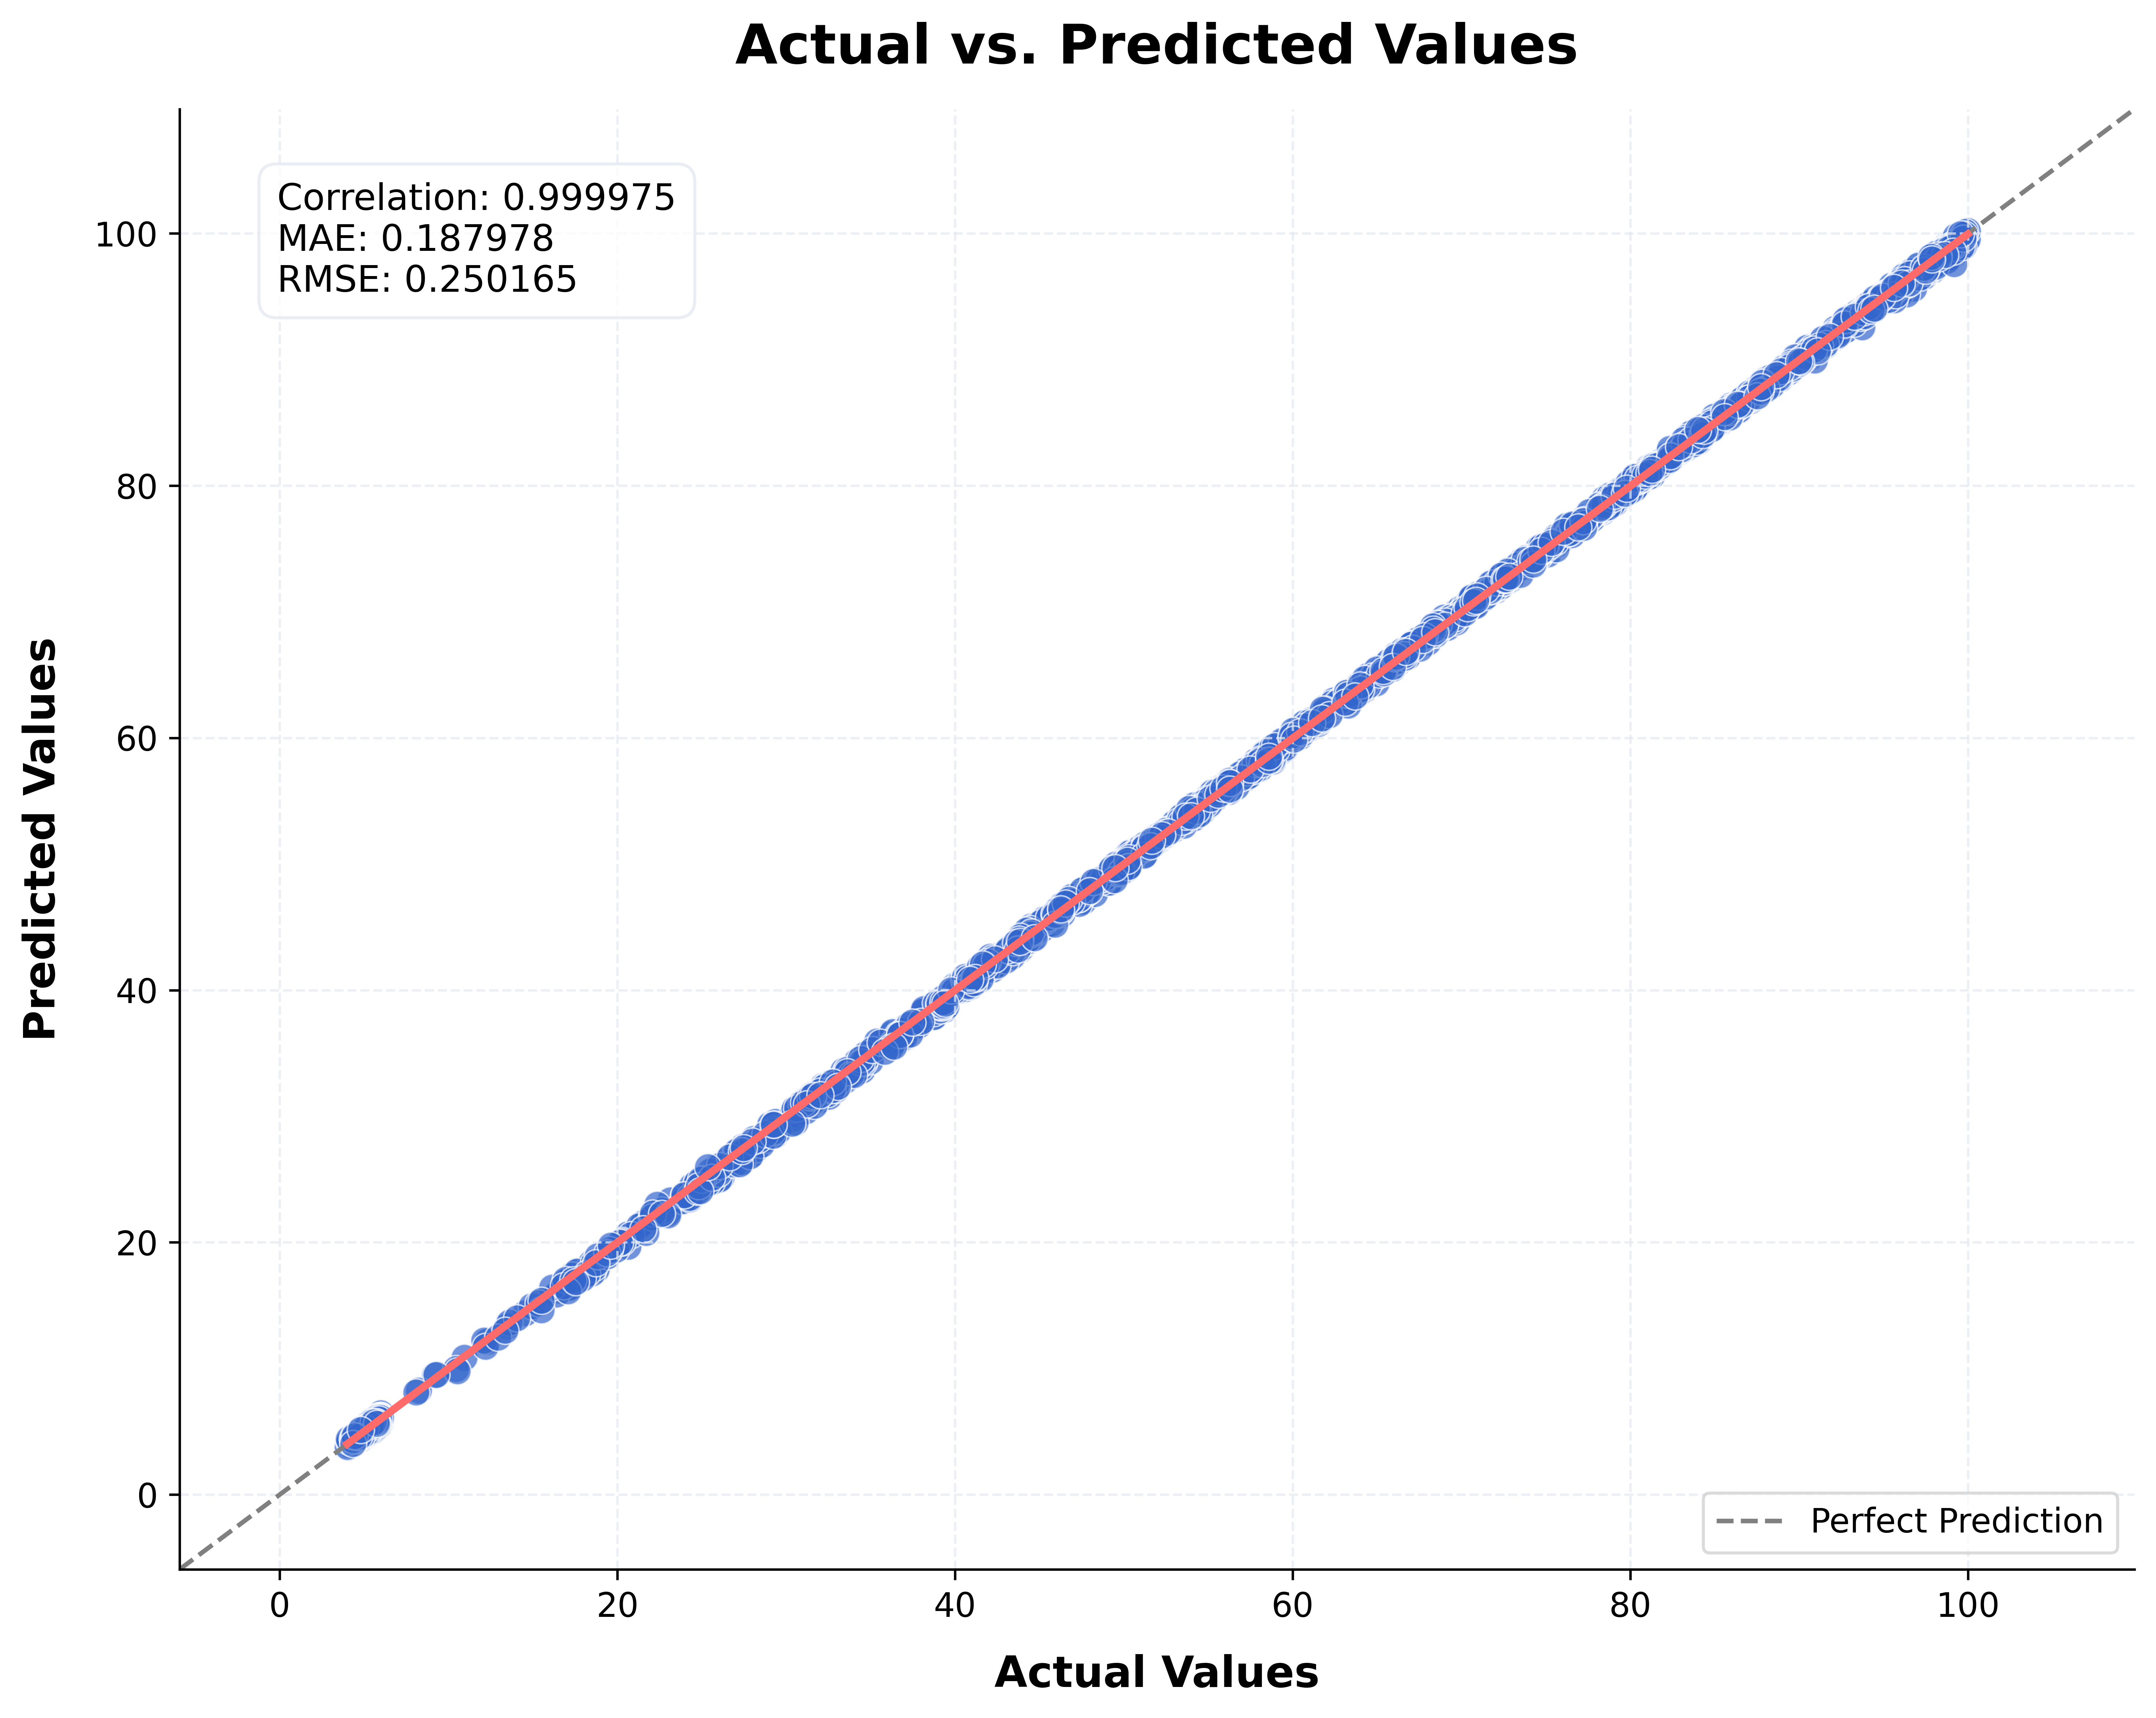 Actual vs. Predicted Values
Correlation: 0.999975
MAE: 0.187978
RMSE: 0.250165
100
80
60
40
20
0
Predicted Values
Perfect Prediction
0 20 40 60 80 100
Actual Values